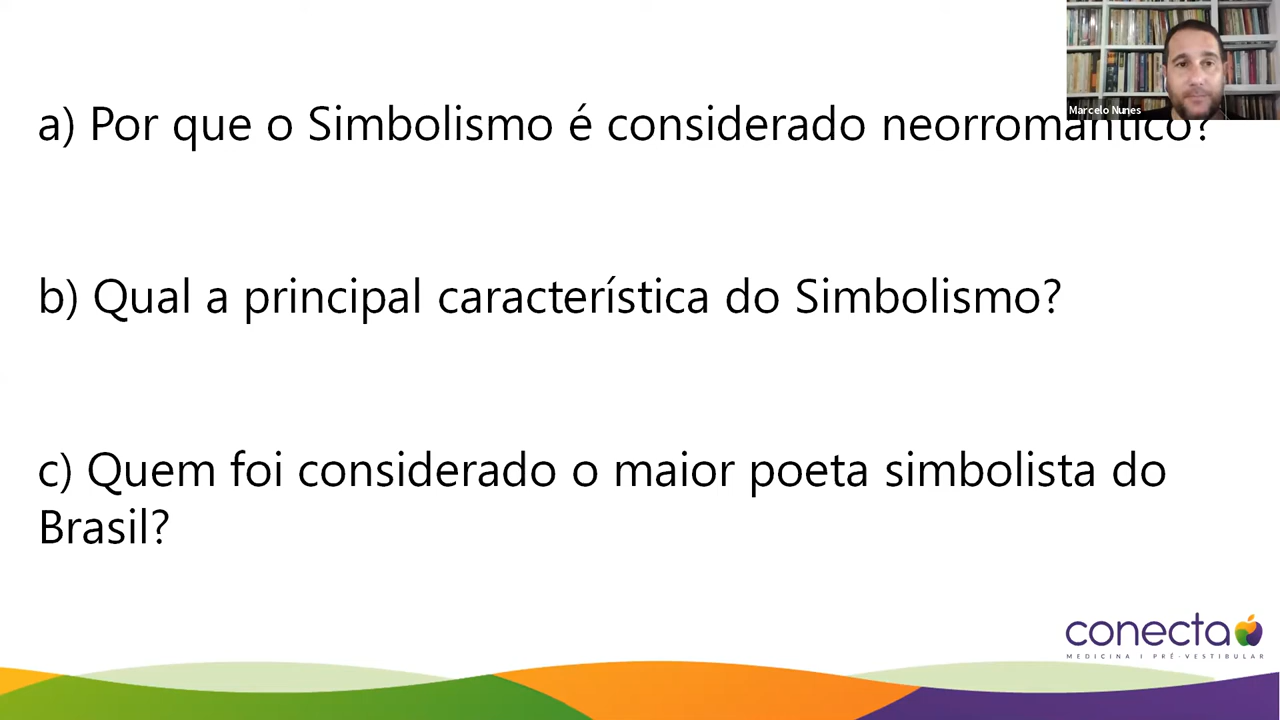 Marcelo Nunes
a) Por que o Simbolismo é considerado neorromântico?
b) Qual a principal característica do Simbolismo?
c) Quem foi considerado o maior poeta simbolista do
Brasil?
conecta
MEDICINA I PRÉ-VESTIBULAR